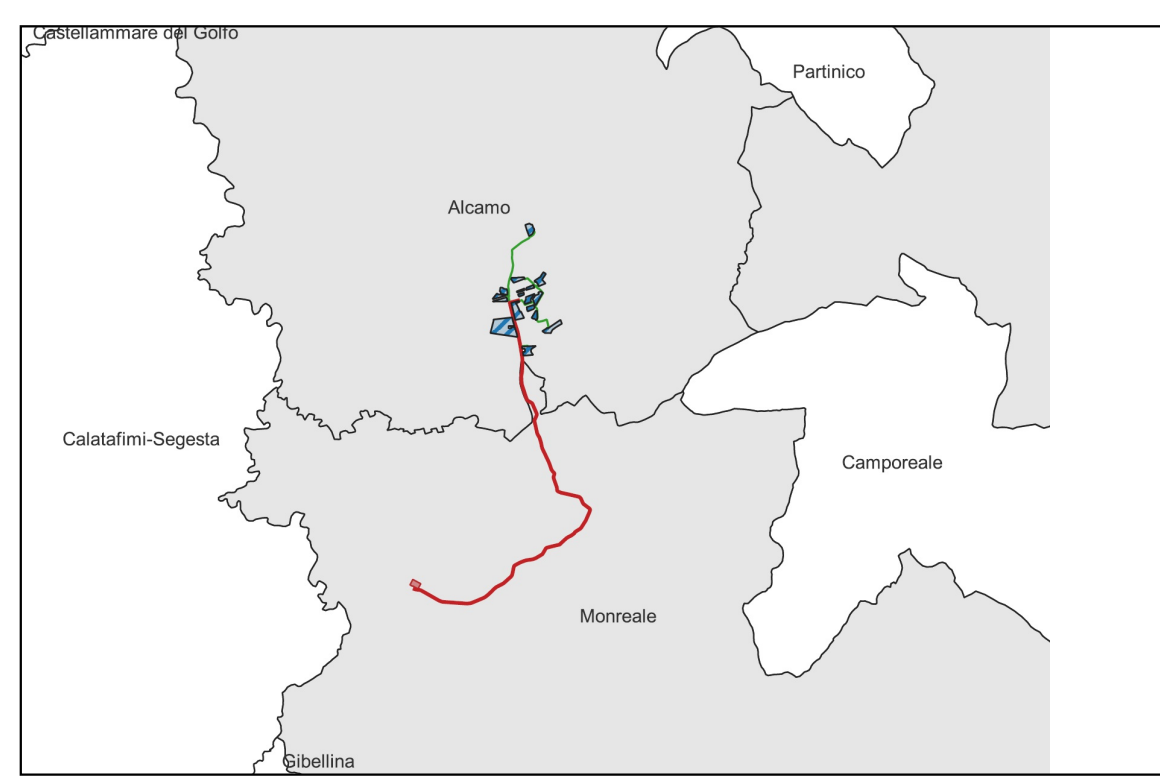 Castellammare del Golfo
Partinico
Alcamo
Calatafimi-Segesta
Camporeale
Monreale
Gibellina